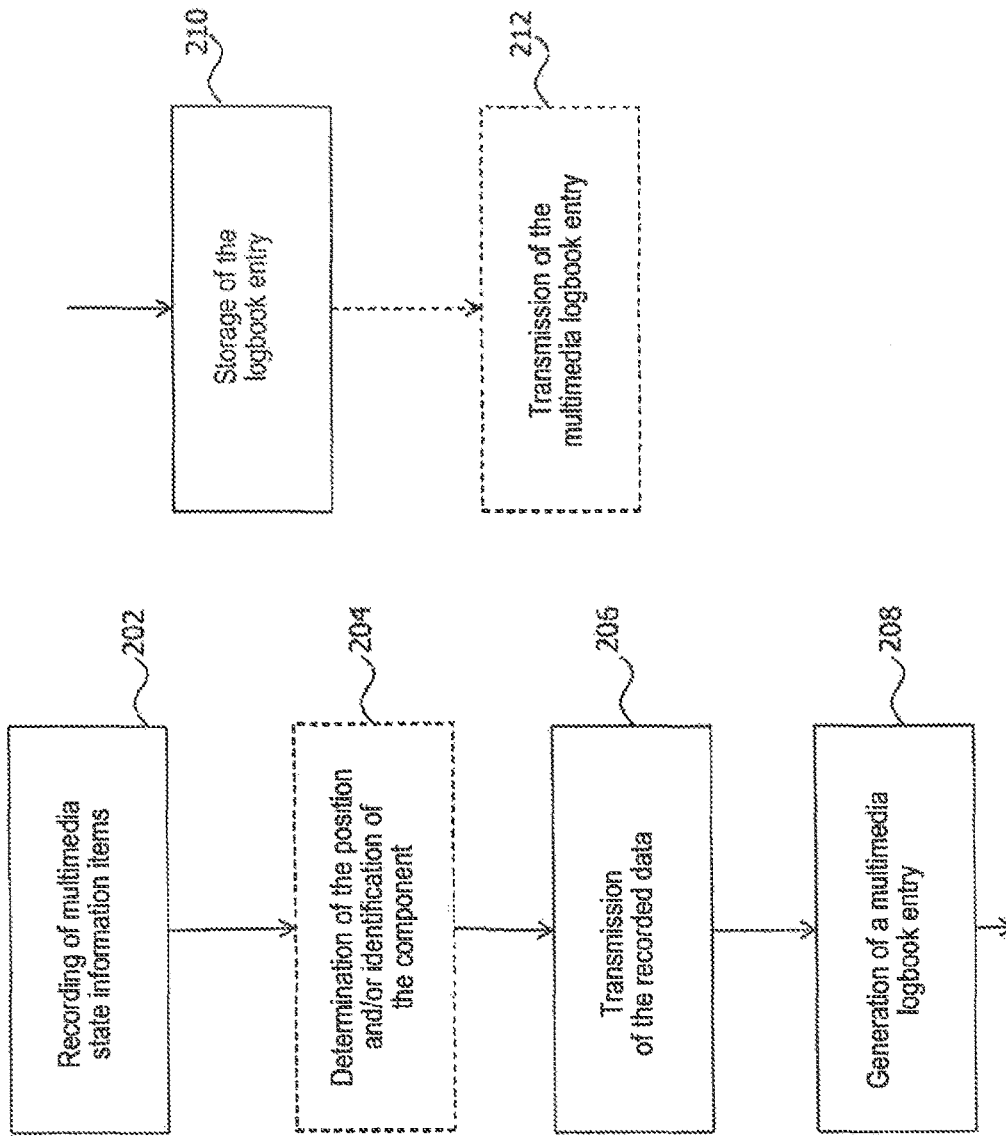 Recording of multimedia
state information items
202
Determination of the position
and/or identification of
the component
204
Transmission
of the recorded data
206
Generation of a multimedia
logbook entry
208
Storage of the
logbook entry
210
Transmission of the
multimedia logbook entry
212